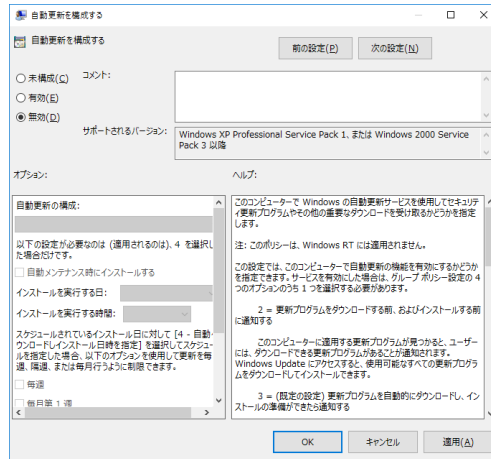 自動更新を構成する
自動更新を構成する
前の設定(P)
次の設定(N)
未構成(C)
コメント:
有効(E)
無効(D)
サポートされるバージョン:
Windows XP Professional Service Pack 1、または Windows 2000 Service
Pack 3 以降
オプション:
ヘルプ:
自動更新の構成:
以下の設定が必要なのは (適用されるのは)、4 を選択し
た場合だけです。
自動メンテナンス時にインストールする
インストールを実行する日:
インストールを実行する時間:
スケジュールされているインストール日に対して [4 - 自動
ウンロードしインストール日時を指定] を選択してスケジュー
ルを指定した場合、以下のオプションを使用して更新を毎
週、隔週、または毎月行うように制限できます。
毎週
毎月第 1 週
このコンピューターで Windows の自動更新サービスを使用してセキュリテ
ィ更新プログラムやその他の重要なダウンロードを受け取るかどうかを指定
します。
注: このポリシーは、Windows RT には適用されません。
この設定では、このコンピューターで自動更新の機能を有効にするかどうか
を指定できます。サービスを有効にした場合は、グループ ポリシー設定の 4
つのオプションのうち 1 つを選択する必要があります。
2 = 更新プログラムをダウンロードする前、およびインストールする前
に通知する
このコンピューターに適用する更新プログラムが見つかると、ユーザー
には、ダウンロードできる更新プログラムがあることが通知されます。
Windows Update にアクセスすると、使用可能なすべての更新プログラ
ムをダウンロードしてインストールできます。
3 = (既定の設定) 更新プログラムを自動的にダウンロードし、イン
ストールの準備ができたら通知する
OK
キャンセル
適用(A)